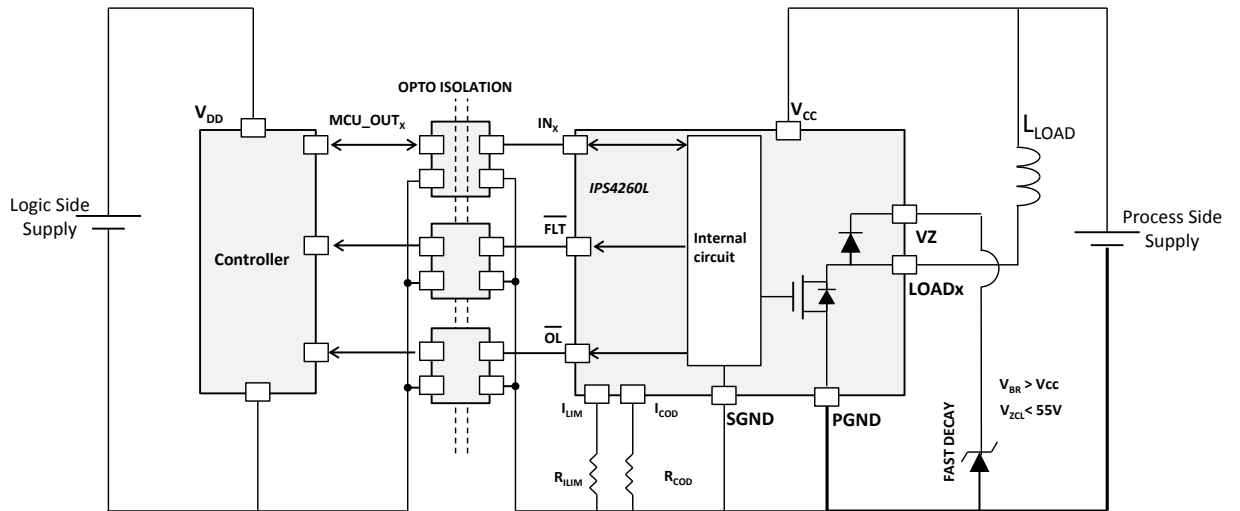 OPTO ISOLATION
V_DD
MCU_OUT_x
IN_x
V_CC
L_LOAD
IPS4260L
Logic Side
Supply
Controller
FLT
Internal
circuit
VZ
LOADx
Process Side
Supply
OL
I_LIM
I_COD
SGND
PGND
V_BR > Vcc
V_ZCL < 55V
FAST DECAY
R_ILIM
R_COD